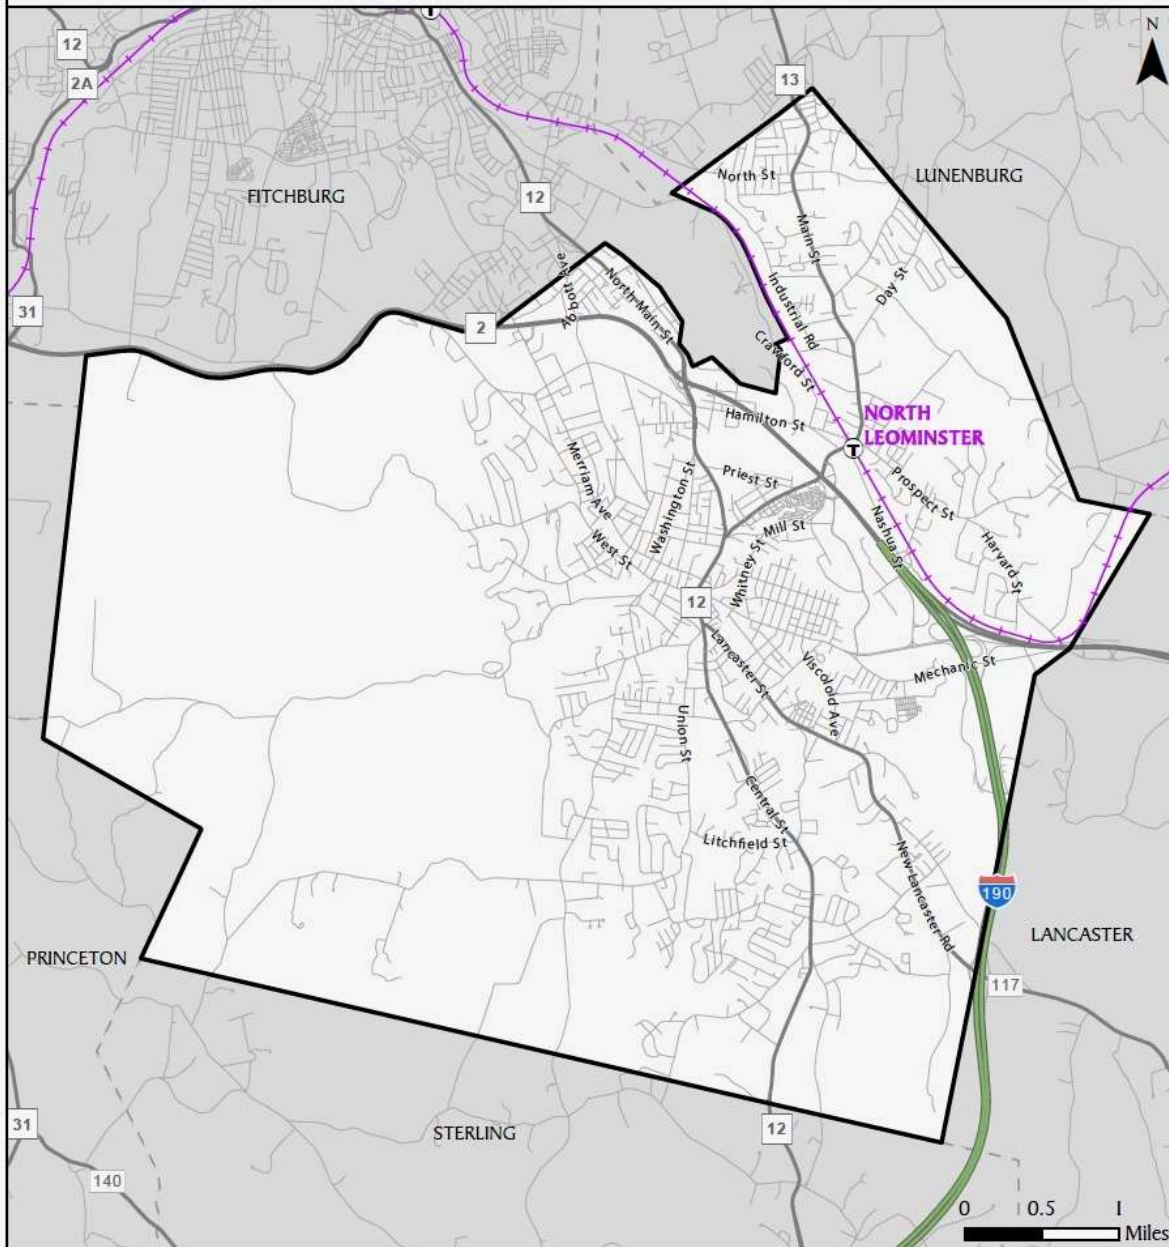 T
N
12
2A
13
FITCHBURG
North St
LUNENBURG
12
Main St
Abbott Ave
North Main St
Day St
Industrial Rd
31
2
Crawford St
Hamilton St
NORTH
LEOMINSTER
T
Merriam Ave
Washington St
Priest St
Prospect St
West St
Mill St
Nashua St
Harvard St
Whitney St
12
Lancaster St
Viscolold Ave
Mechanic St
Union St
Central St
Litchfield St
New Lancaster Rd
190
PRINCETON
LANCASTER
117
31
STERLING
12
140
0 0.5 1
Miles